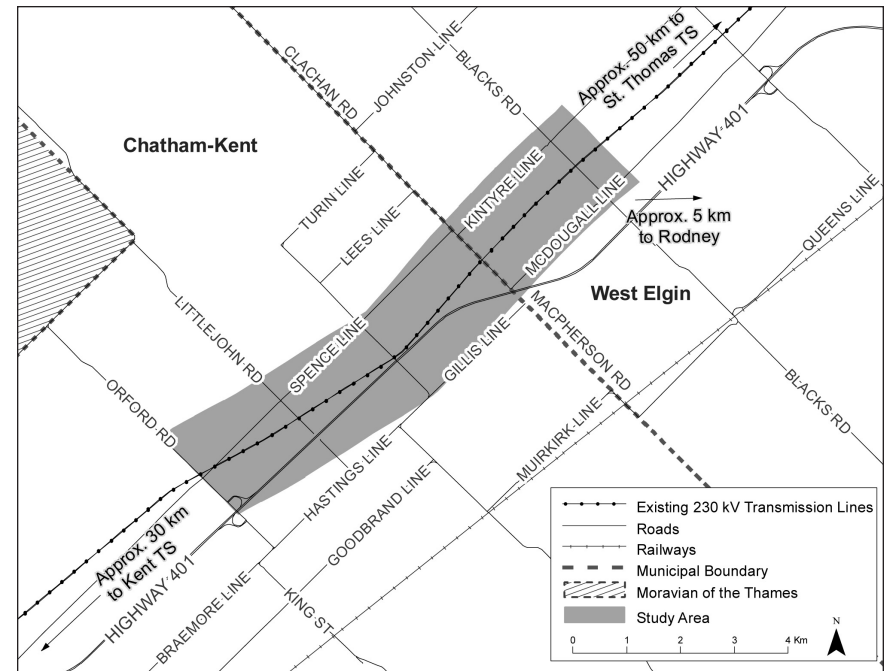 CLACHAN RD
JOHNSTON LINE
BLACKS RD
Approx. 50 km to
St. Thomas TS
HIGHWAY 401
Chatham-Kent
TURIN LINE
LEES LINE
KINTYRE LINE
MCDOUGALL LINE
Approx. 5 km
to Rodney
QUEENS LINE
West Elgin
LITTLEJOHN RD
SPENCE LINE
GILLIS LINE
MACPHERSON RD
ORFORD RD
BLACKS RD
MUIRKIRK LINE
HASTINGS LINE
GOODBRAND LINE
Approx. 30 km
to Kent TS
HIGHWAY 401
BRAEMORE LINE
KING ST
Existing 230 kV Transmission Lines
Roads
Railways
Municipal Boundary
Moravian of the Thames
Study Area
0 1 2 3 4 Km
N